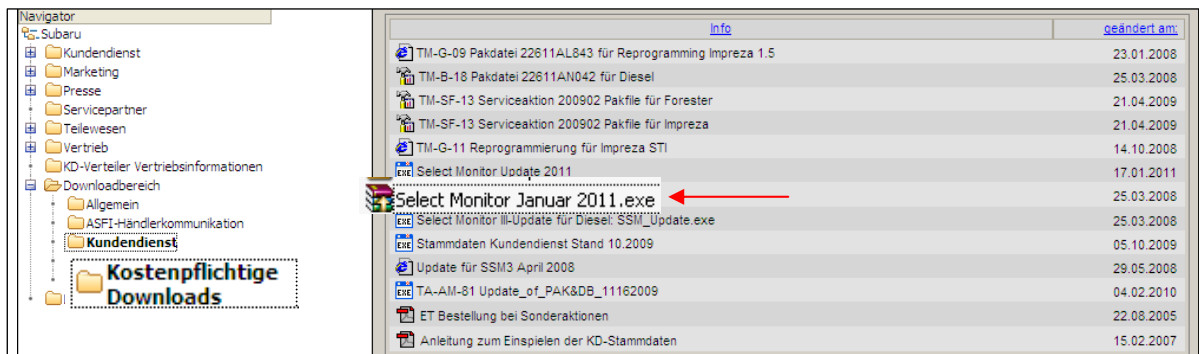 Navigator
Subaru
Kundendienst
Marketing
Presse
Servicepartner
Teilewesen
Vertrieb
KD-Verteiler Vertriebsinformationen
Downloadbereich
Allgemein
ASFI-Händlerkommunikation
Kundendienst
Kostenpflichtige
Downloads
Info geändert am:
TM-G-09 Pakdatei 22611AL843 für Reprogramming Impreza 1.5 23.01.2008
TM-B-18 Pakdatei 22611AN042 für Diesel 25.03.2008
TM-SF-13 Serviceaktion 200902 Pakfile für Forester 21.04.2009
TM-SF-13 Serviceaktion 200902 Pakfile für Impreza 21.04.2009
TM-G-11 Reprogrammierung für Impreza STI 14.10.2008
EXE Select Monitor Update 2011 17.01.2011
Select Monitor Januar 2011.exe 25.03.2008
EXE Select Monitor III-Update für Diesel: SSM_Update.exe 25.03.2008
EXE Stammdaten Kundendienst Stand 10.2009 05.10.2009
Update für SSM3 April 2008 29.05.2008
EXE TA-AM-81 Update_of_PAK&DB_11162009 04.02.2010
ET Bestellung bei Sonderaktionen 22.08.2005
Anleitung zum Einspielen der KD-Stammdaten 15.02.2007